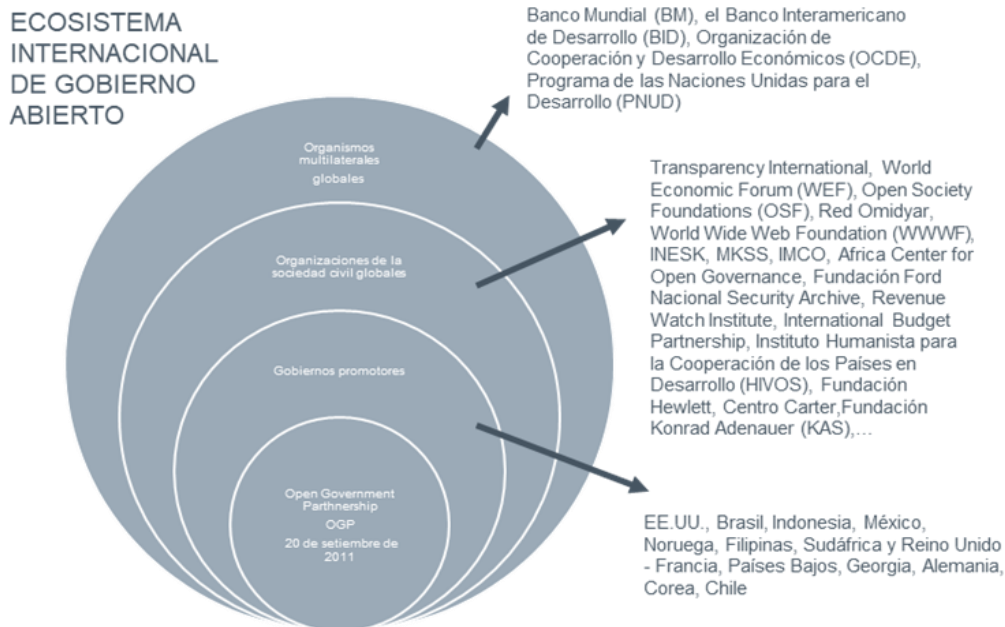 ECOSISTEMA
INTERNACIONAL
DE GOBIERNO
ABIERTO
Banco Mundial (BM), el Banco Interamericano
de Desarrollo (BID), Organización de
Cooperación y Desarrollo Económicos (OCDE),
Programa de las Naciones Unidas para el
Desarrollo (PNUD)
Organismos
multilaterales
globales
Transparency International, World
Economic Forum (WEF), Open Society
Foundations (OSF), Red Omidyar,
World Wide Web Foundation (WWWF),
INESK, MKSS, IMCO, Africa Center for
Open Governance, Fundación Ford
Nacional Security Archive, Revenue
Watch Institute, International Budget
Partnership, Instituto Humanista para
la Cooperación de los Países en
Desarrollo (HIVOS), Fundación
Hewlett, Centro Carter,Fundación
Konrad Adenauer (KAS),...
Organizaciones de la
sociedad civil globales
Gobiernos promotores
Open Government
Parthnership
OGP
20 de setiembre de
2011
EE.UU., Brasil, Indonesia, México,
Noruega, Filipinas, Sudáfrica y Reino Unido
- Francia, Países Bajos, Georgia, Alemania,
Corea, Chile